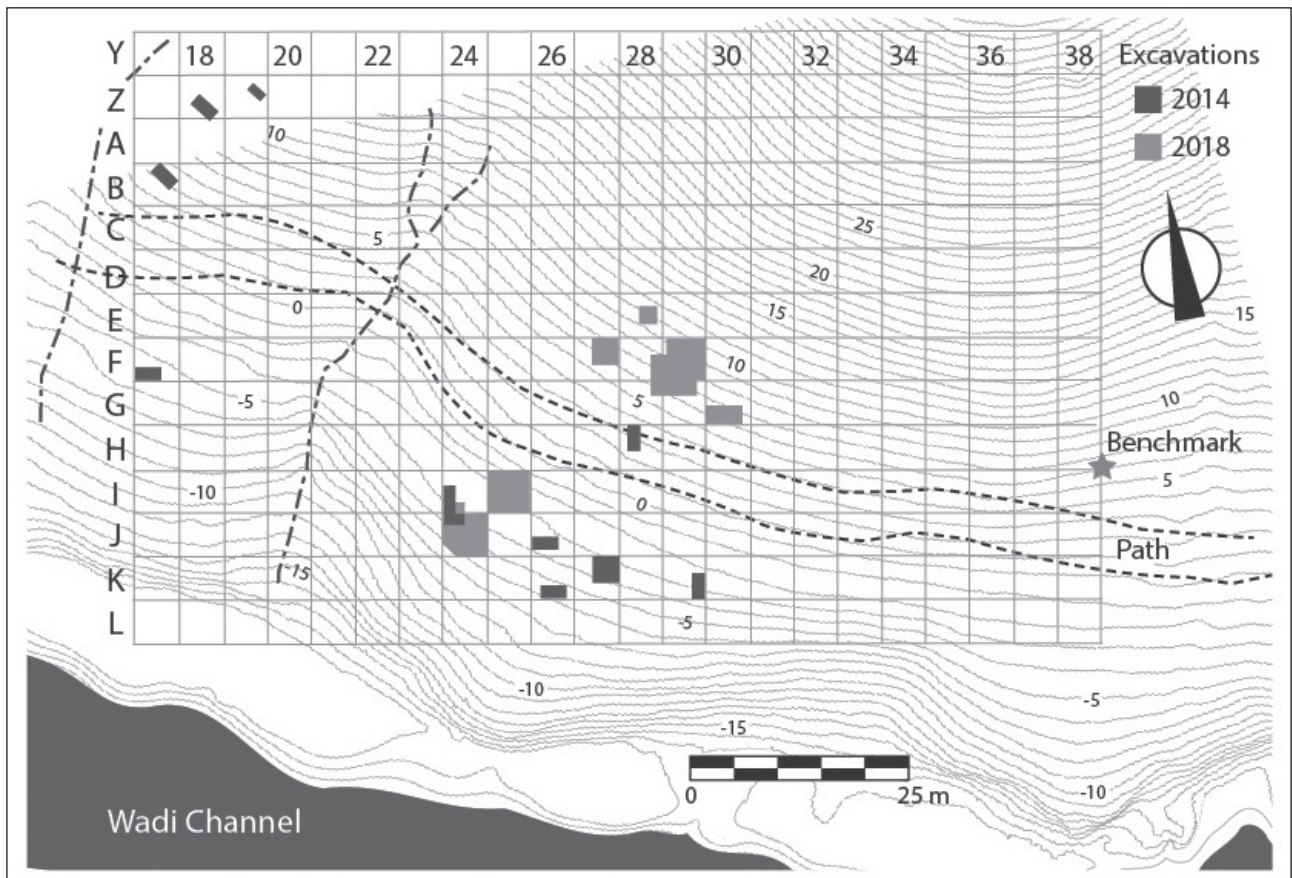 Y 18 20 22 24 26 28 30 34 36 38 Excavations
Z 2014
10
A 2018
B
C 5 25
D 20
E 0 15 15
F 10
G -5 5 10
H Benchmark
I -10 0 5
J Path
K -15
L -5
-10 -5
-15
-10
0 25 m
Wadi Channel